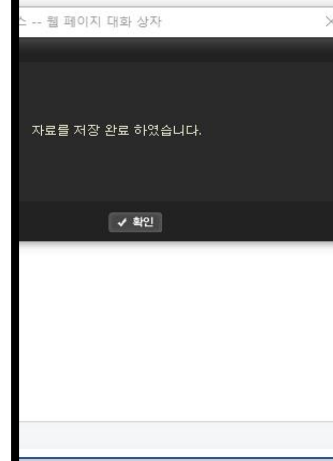 -- 웹 페이지 대화 상자
자료를 저장 완료 하였습니다.
확인